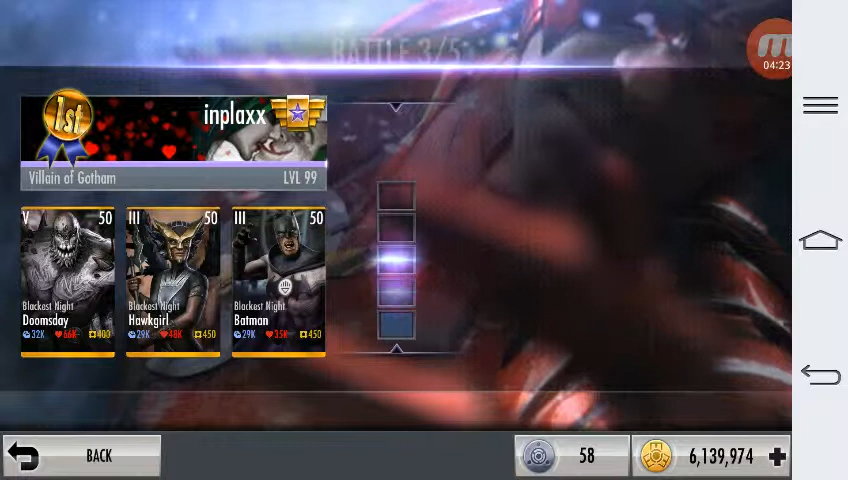 BATTLE 3/5
04:23
1st
inplaxx
Villain of Gotham
LVL 99
V
50
Blackest Night
Doomsday
32K
66K
400
III
50
Blackest Night
Hawkgirl
29K
48K
450
III
50
Blackest Night
Batman
29K
35K
450
BACK
58
6,139,974